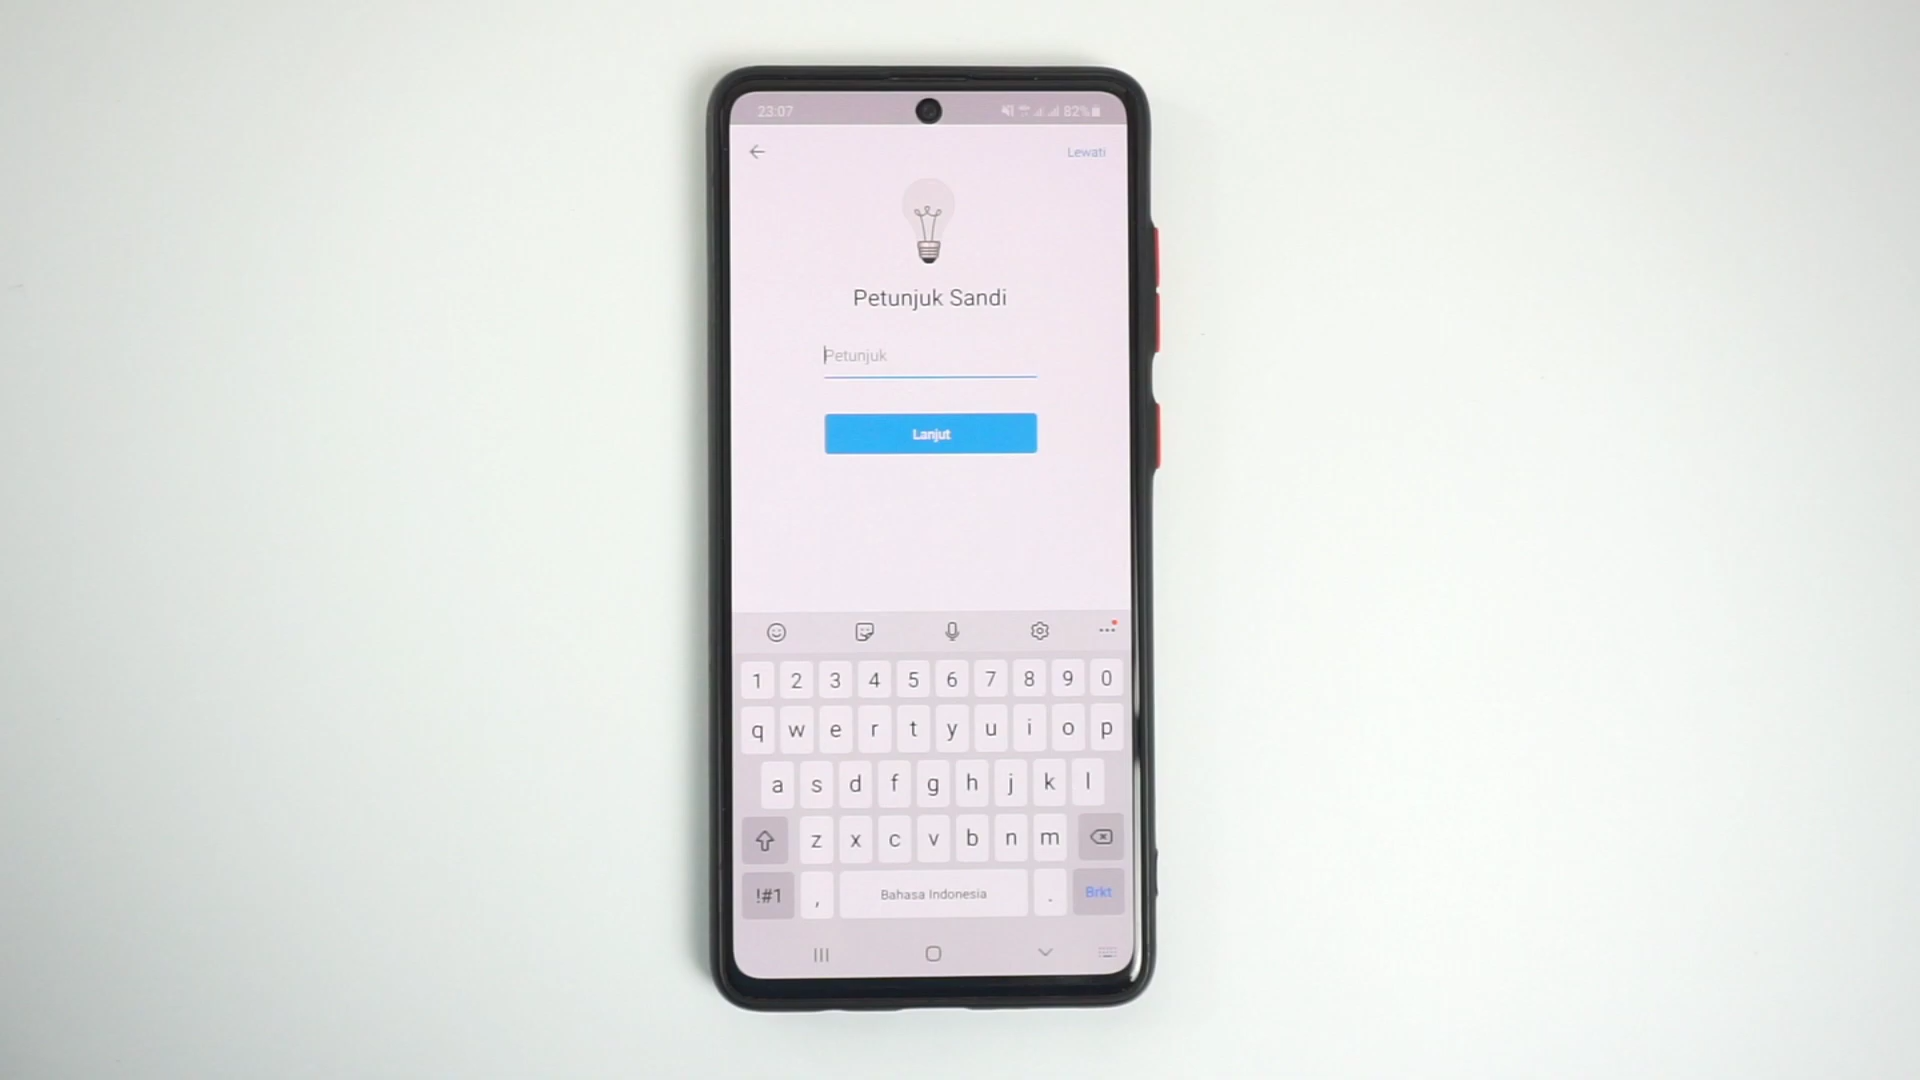 23:07 82%
Lewati
Petunjuk Sandi
Petunjuk
Lanjut
1 2 3 4 5 6 7 8 9 0
q w e r t y u i o p
a s d f g h j k l
z x c v b n m
!#1 , Bahasa Indonesia . Brkt